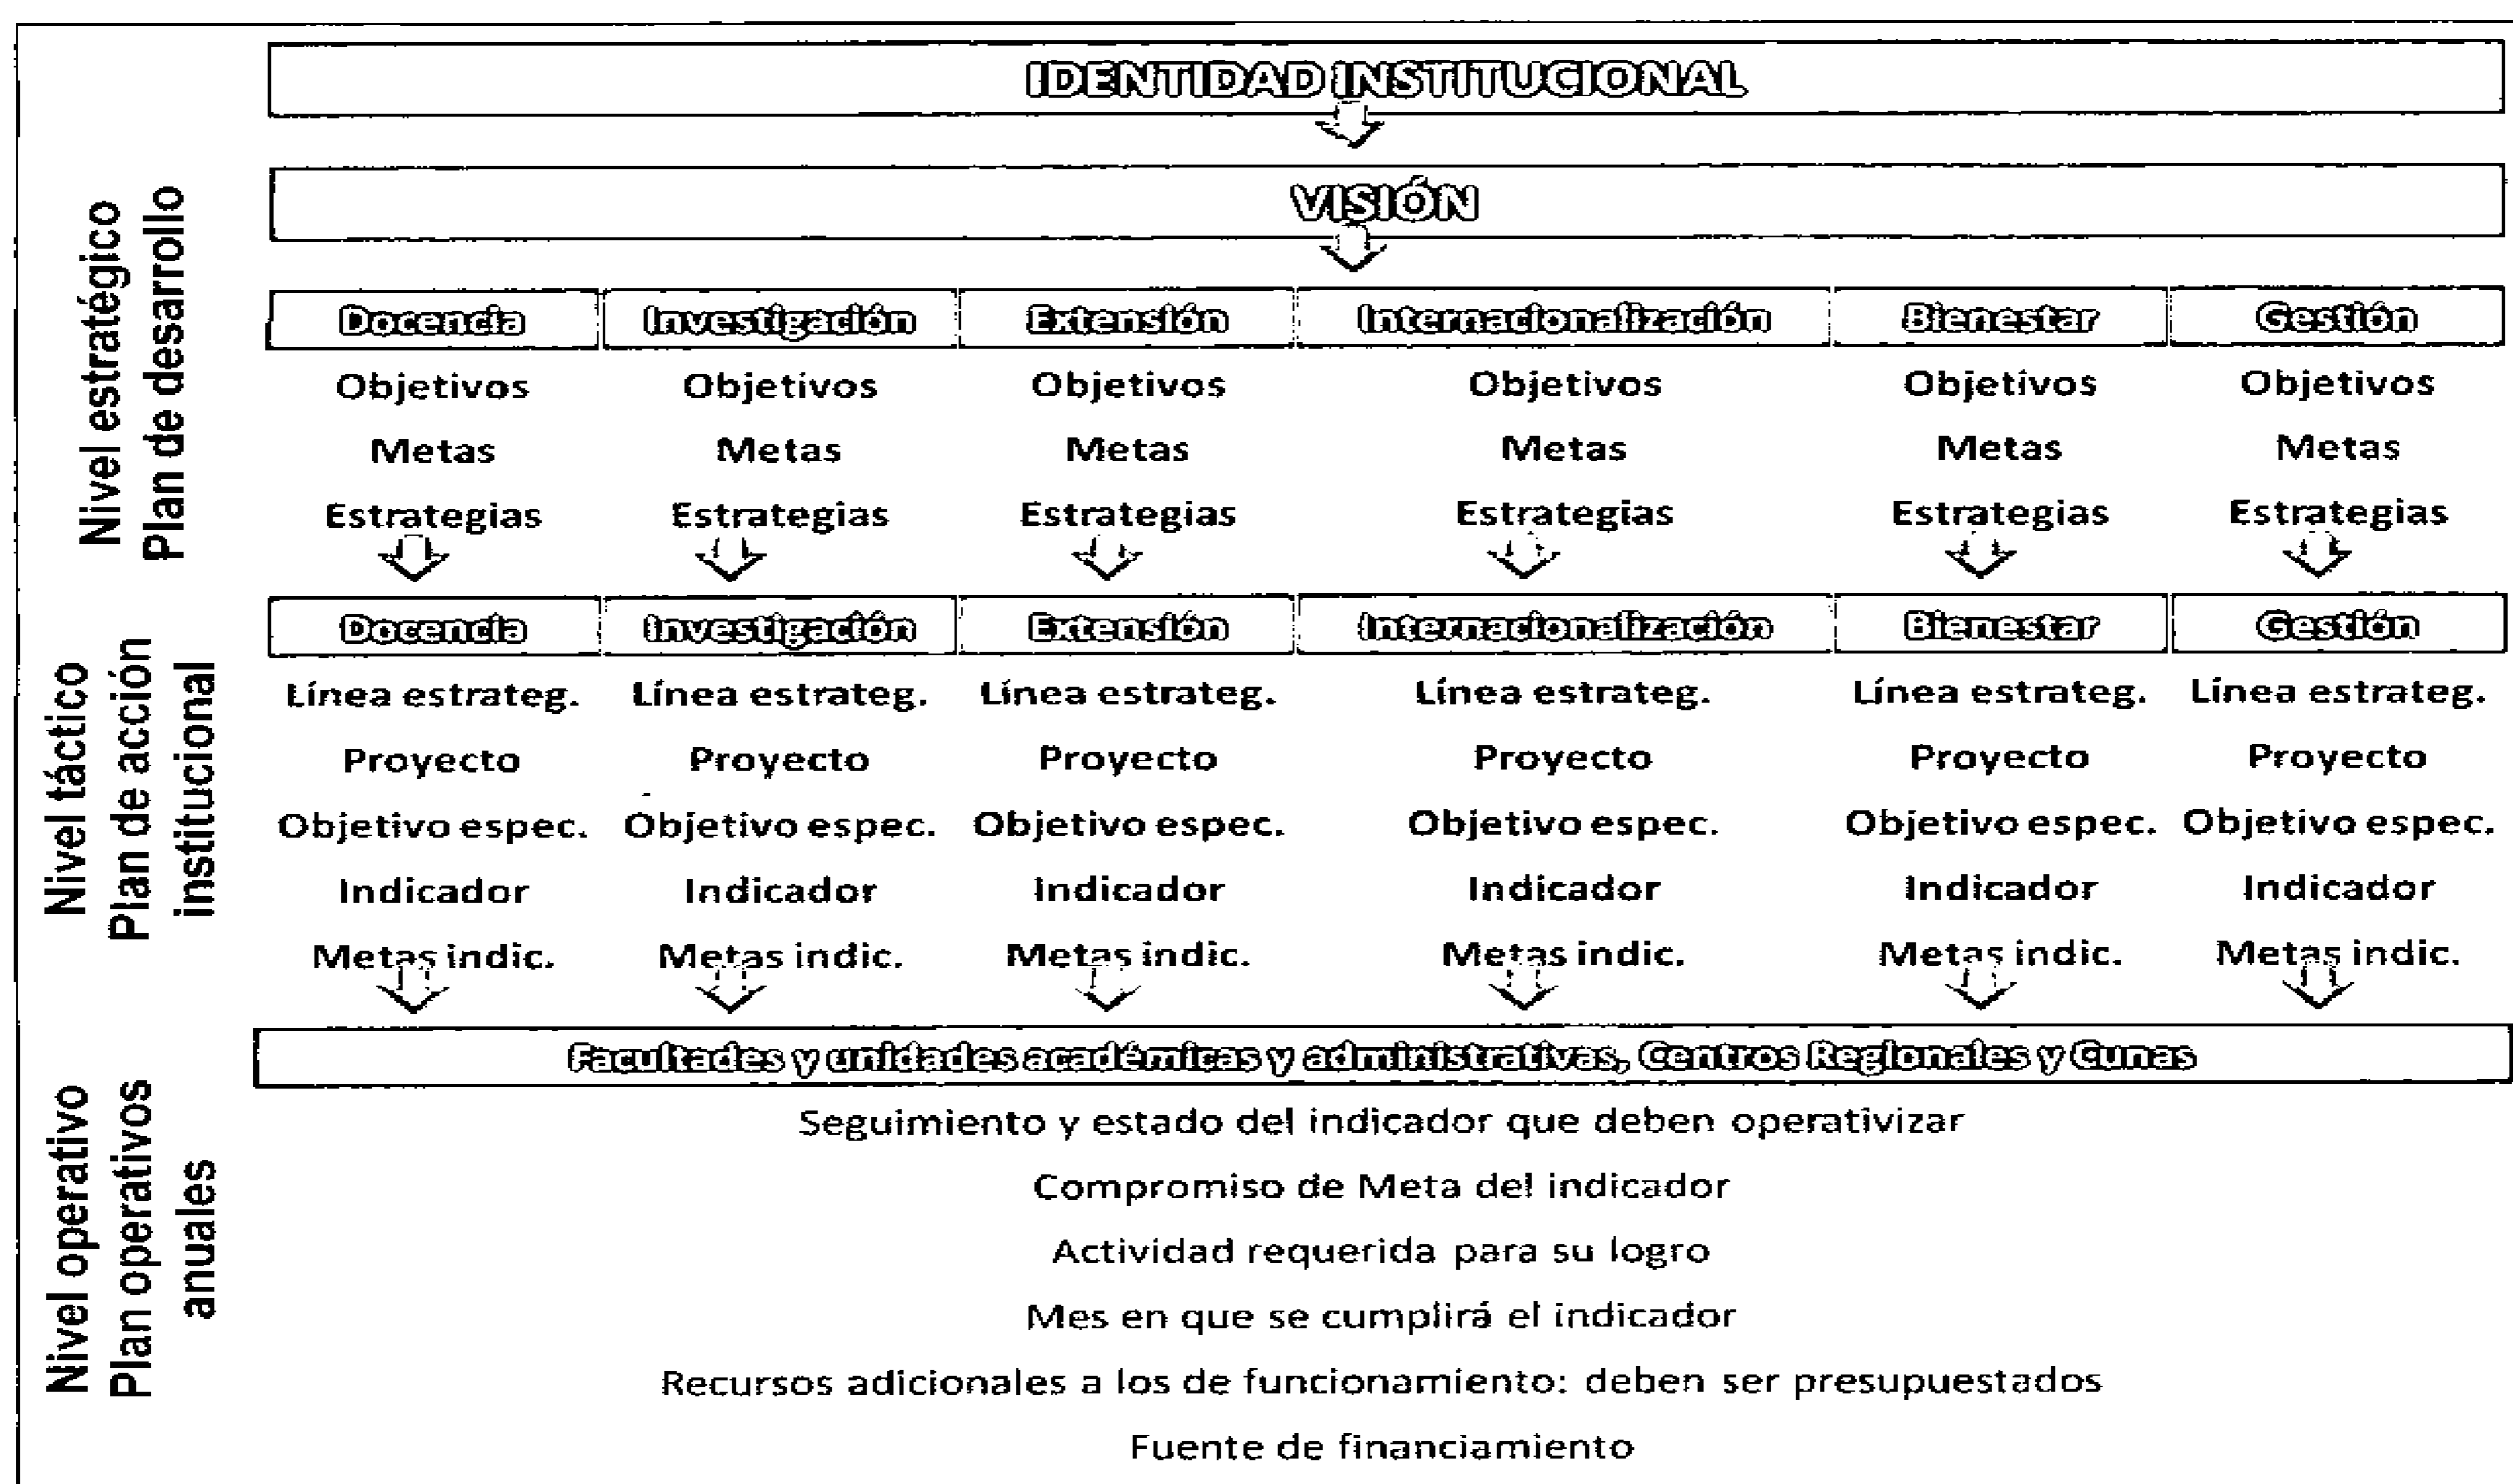 IDENTIDAD INSTITUCIONAL
VISIÓN
Nivel estratégico
Plan de desarrollo
Docencia Investigación Extensión Internacionalización Bienestar Gestión
Objetivos Objetivos Objetivos Objetivos Objetivos Objetivos
Metas Metas Metas Metas Metas Metas
Estrategias Estrategias Estrategias Estrategias Estrategias Estrategias
Nivel táctico
Plan de acción
institucional
Docencia Investigación Extensión Internacionalización Bienestar Gestión
Línea estrateg. Línea estrateg. Línea estrateg. Línea estrateg. Línea estrateg. Línea estrateg.
Proyecto Proyecto Proyecto Proyecto Proyecto Proyecto
Objetivo espec. Objetivo espec. Objetivo espec. Objetivo espec. Objetivo espec. Objetivo espec.
Indicador Indicador Indicador Indicador Indicador Indicador
Metas indic. Metas indic. Metas indic. Metas indic. Metas indic. Metas indic.
Nivel operativo
Plan operativos
anuales
Facultades y unidades académicas y administrativas, Centros Regionales y Cunas
Seguimiento y estado del indicador que deben operativizar
Compromiso de Meta del indicador
Actividad requerida para su logro
Mes en que se cumplirá el indicador
Recursos adicionales a los de funcionamiento: deben ser presupuestados
Fuente de financiamiento